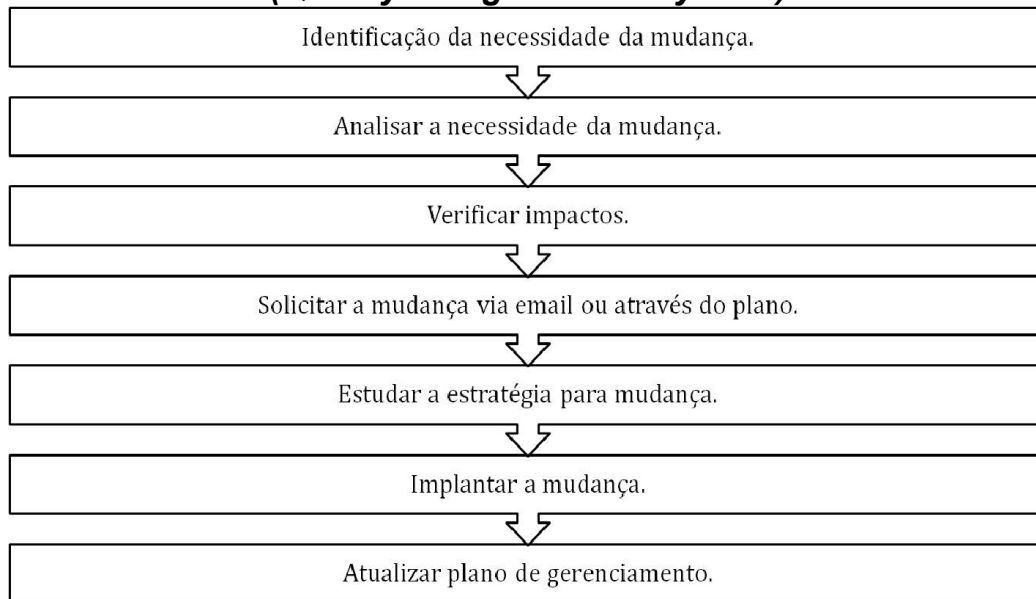 Identificação da necessidade da mudança.
Analisar a necessidade da mudança.
Verificar impactos.
Solicitar a mudança via email ou através do plano.
Estudar a estratégia para mudança.
Implantar a mudança.
Atualizar plano de gerenciamento.